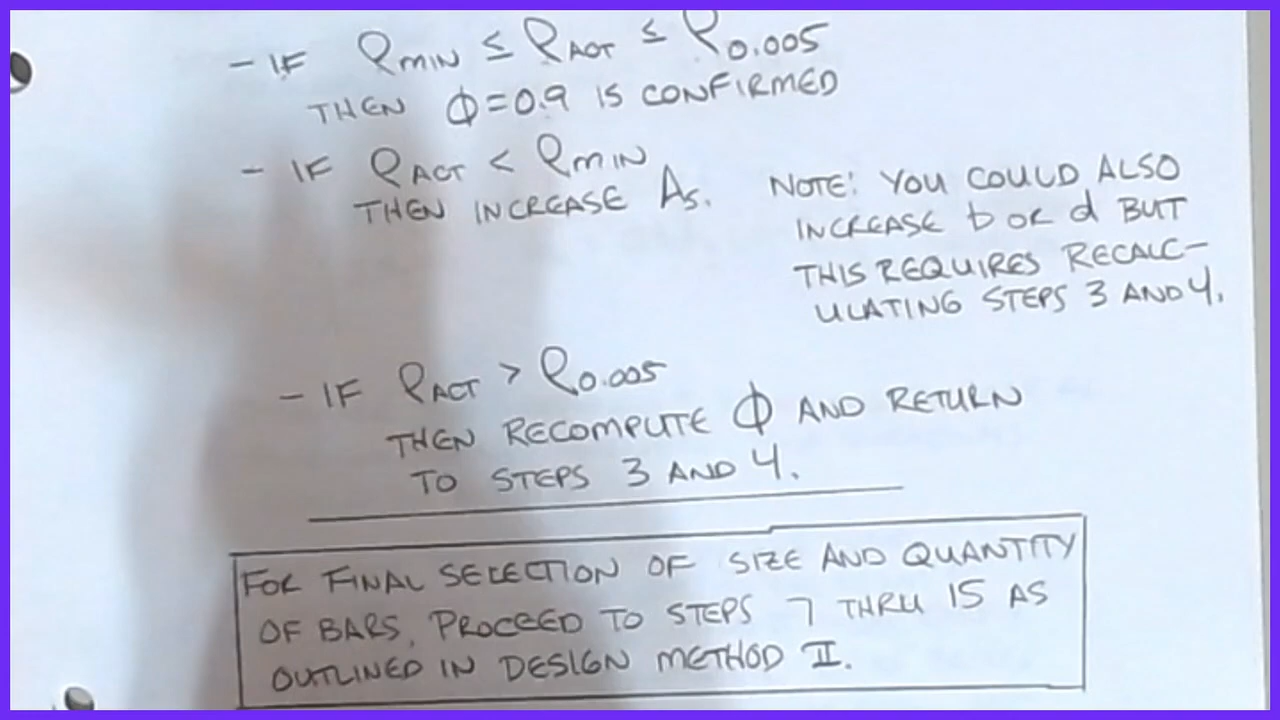 - IF ρMIN ≤ ρACT ≤ ρ0.005
THEN ϕ=0.9 IS CONFIRMED
- IF ρACT < ρMIN
THEN INCREASE As.
NOTE: YOU COULD ALSO
INCREASE b OR d BUT
THIS REQUIRES RECALC-
ULATING STEPS 3 AND 4.
- IF ρACT > ρ0.005
THEN RECOMPUTE ϕ AND RETURN
TO STEPS 3 AND 4.
FOR FINAL SELECTION OF SIZE AND QUANTITY
OF BARS, PROCEED TO STEPS 7 THRU 15 AS
OUTLINED IN DESIGN METHOD II.